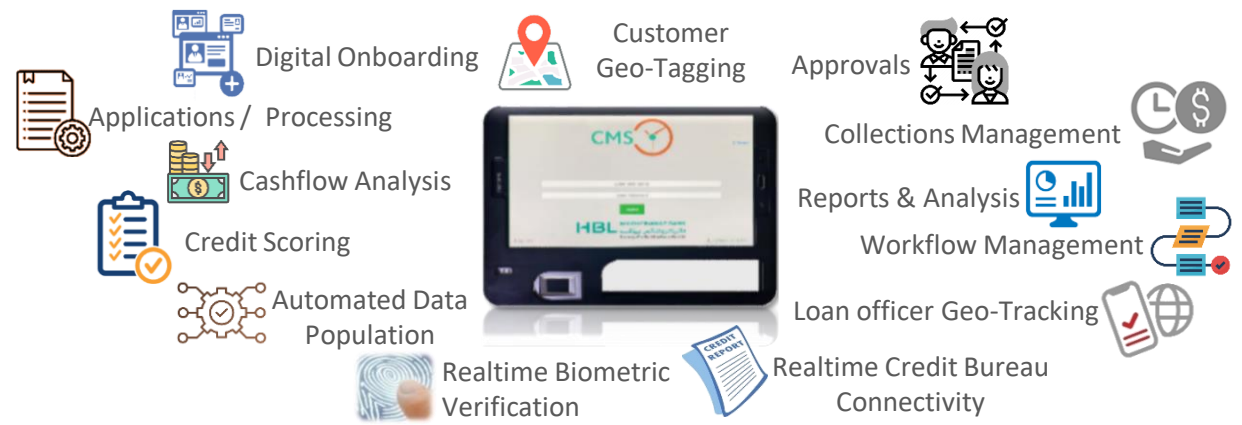 Digital Onboarding
Customer
Geo-Tagging
Approvals
Applications / Processing
Collections Management
CMS
Cashflow Analysis
Reports & Analysis
HBL
Credit Scoring
Workflow Management
Automated Data
Population
Loan officer Geo-Tracking
CREDIT
REPORT
Realtime Biometric
Verification
Realtime Credit Bureau
Connectivity